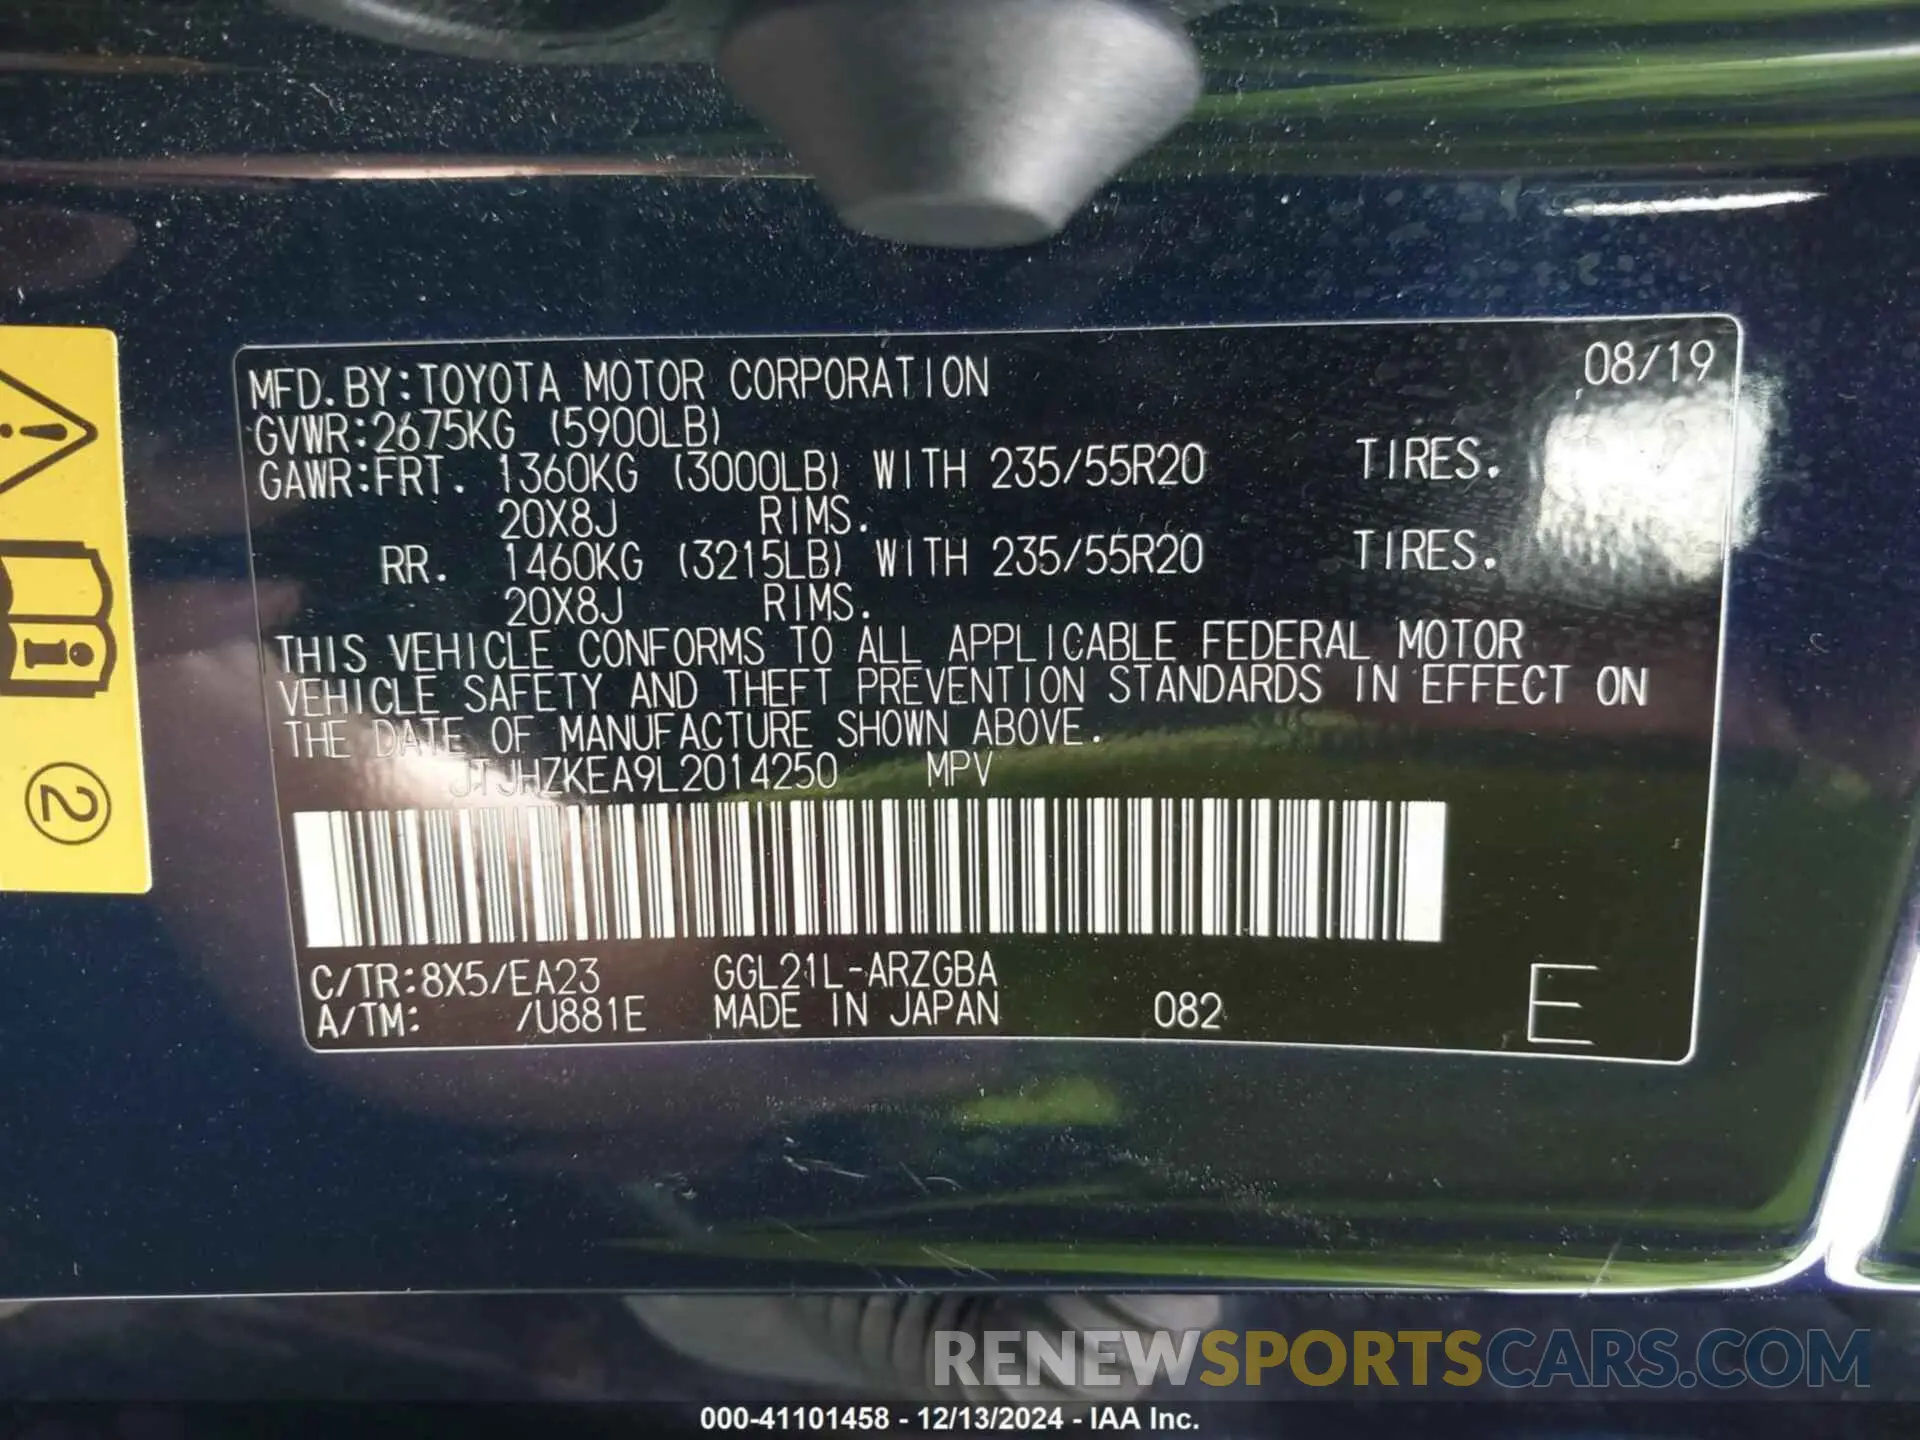 08/19
MFD.BY:TOYOTA MOTOR CORPORATION
GVWR:2675KG (5900LB)
GAWR:FRT. 1360KG (3000LB) WITH 235/55R20 TIRES.
20X8J RIMS.
RR. 1460KG (3215LB) WITH 235/55R20 TIRES.
20X8J RIMS.
THIS VEHICLE CONFORMS TO ALL APPLICABLE FEDERAL MOTOR
VEHICLE SAFETY AND THEFT PREVENTION STANDARDS IN EFFECT ON
THE DATE OF MANUFACTURE SHOWN ABOVE.
JTJHZKEA9L2014250 MPV
C/TR:8X5/EA23 GGL21L-ARZGBA
A/TM: /U881E MADE IN JAPAN 082 E
2
RENEWSPORTSCARS.COM
000-41101458 - 12/13/2024 - IAA Inc.